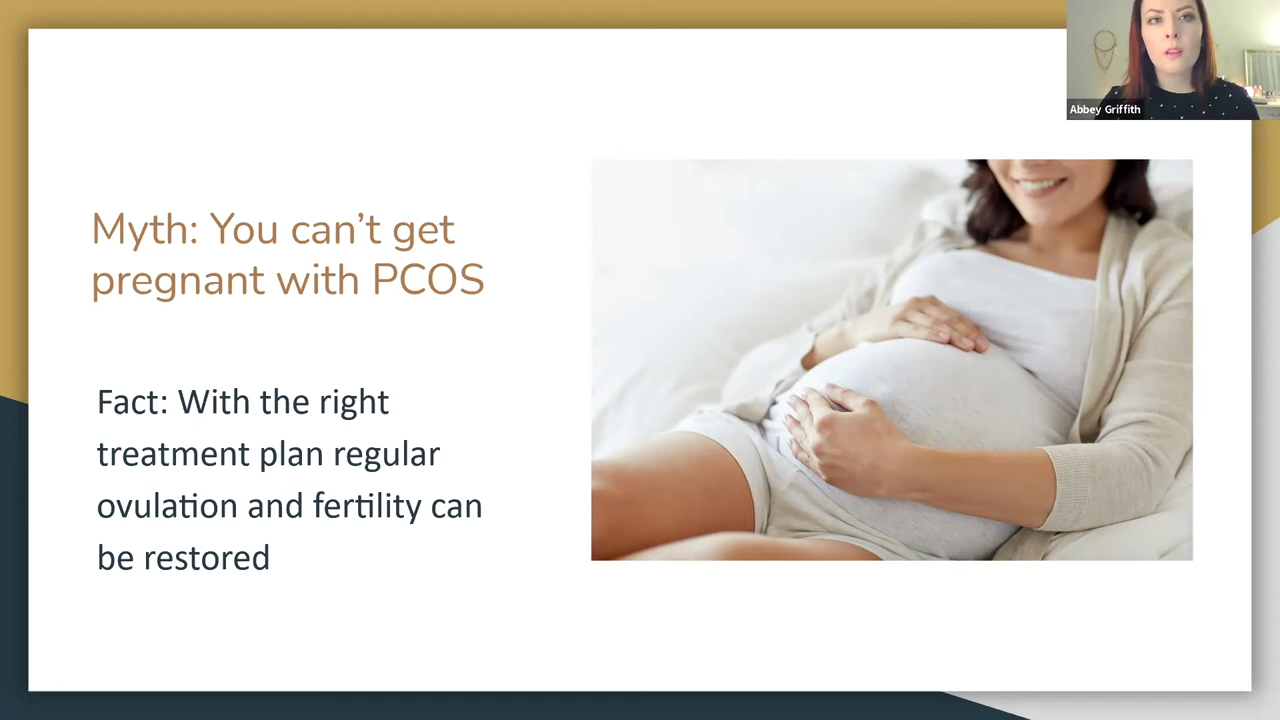 Abbey Griffith
Myth: You can’t get
pregnant with PCOS
Fact: With the right
treatment plan regular
ovulation and fertility can
be restored